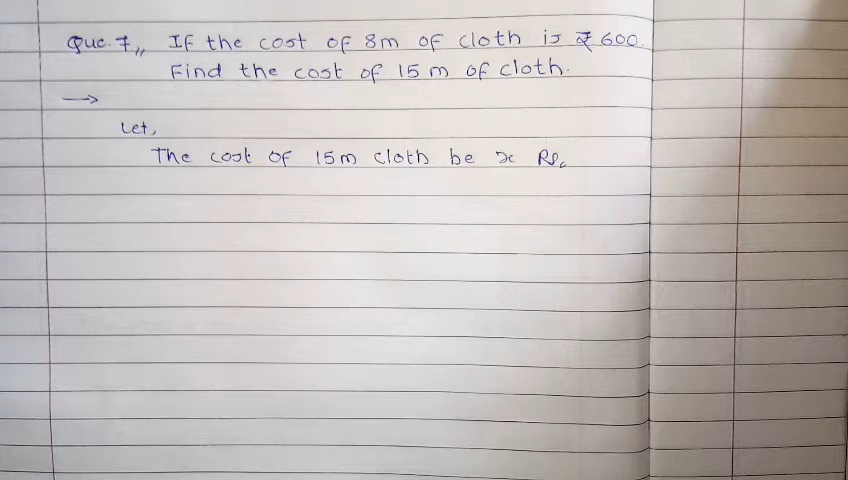 Que. 7,, If the cost of 8m of cloth is ₹ 600.
Find the cost of 15 m of cloth.
→
Let,
The cost of 15m cloth be x Rs.